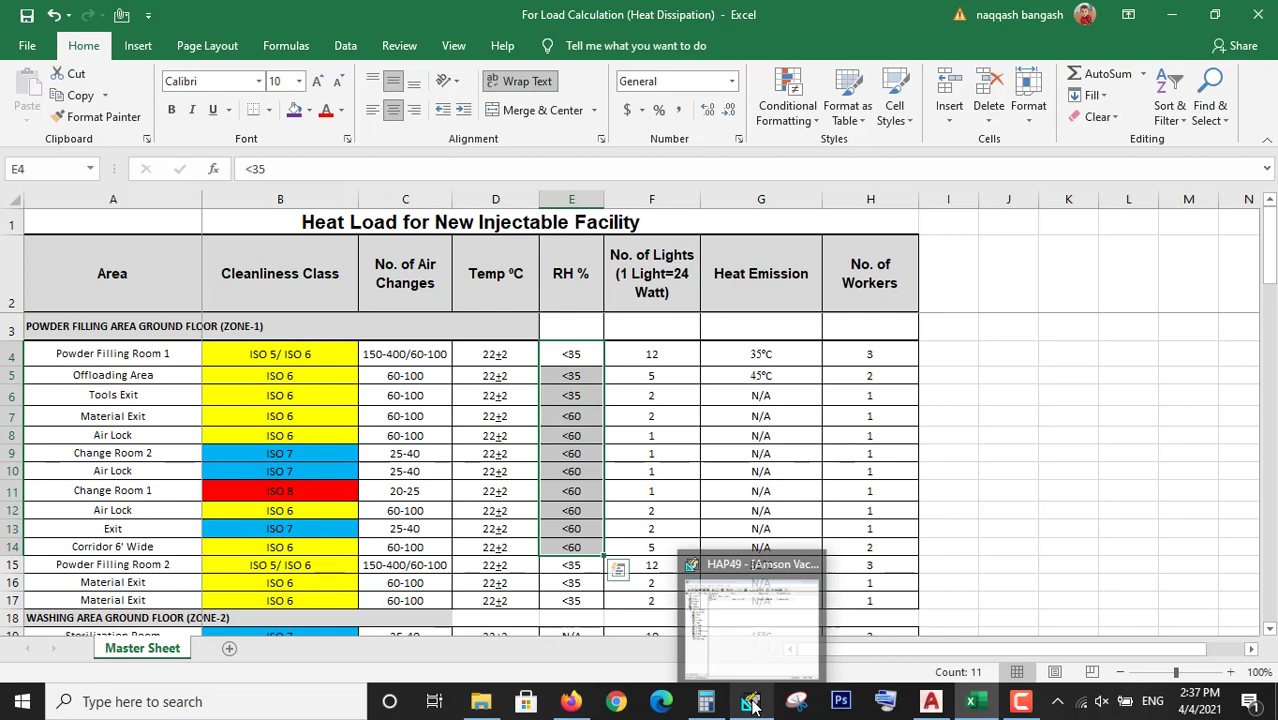 For Load Calculation (Heat Dissipation) - Excel
naqqash bangash
File Home Insert Page Layout Formulas Data Review View Help Tell me what you want to do Share
Paste
Cut
Copy
Format Painter
Clipboard
Calibri 10
B I U
Font
Wrap Text
Merge & Center
Alignment
General
$ % ,
Number
Conditional Formatting
Format as Table
Cell Styles
Styles
Insert Delete Format
Cells
AutoSum
Fill
Clear
Sort & Filter
Find & Select
Editing
E4 fx <35
A B C D E F G H I J K L M N
1 Heat Load for New Injectable Facility
2 Area Cleanliness Class No. of Air Changes Temp ⁰C RH % No. of Lights (1 Light=24 Watt) Heat Emission No. of Workers
3 POWDER FILLING AREA GROUND FLOOR (ZONE-1)
4 Powder Filling Room 1 ISO 5/ ISO 6 150-400/60-100 22±2 <35 12 35⁰C 3
5 Offloading Area ISO 6 60-100 22±2 <35 5 45⁰C 2
6 Tools Exit ISO 6 60-100 22±2 <35 2 N/A 1
7 Material Exit ISO 6 60-100 22±2 <60 2 N/A 1
8 Air Lock ISO 6 60-100 22±2 <60 1 N/A 1
9 Change Room 2 ISO 7 25-40 22±2 <60 1 N/A 1
10 Air Lock ISO 7 25-40 22±2 <60 1 N/A 1
11 Change Room 1 ISO 8 20-25 22±2 <60 1 N/A 1
12 Air Lock ISO 6 60-100 22±2 <60 2 N/A 1
13 Exit ISO 7 25-40 22±2 <60 2 N/A 1
14 Corridor 6' Wide ISO 6 60-100 22±2 <60 5 N/A 2
15 Powder Filling Room 2 ISO 5/ ISO 6 150-400/60-100 22±2 <35 12 3
16 Material Exit ISO 6 60-100 22±2 <35 2 N/A 1
17 Material Exit ISO 6 60-100 22±2 <35 2 N/A 1
18 WASHING AREA GROUND FLOOR (ZONE-2)
HAP49 - [Amson Vac...
Master Sheet
Count: 11
100%
Type here to search
Ps
ENG
2:37 PM
4/4/2021